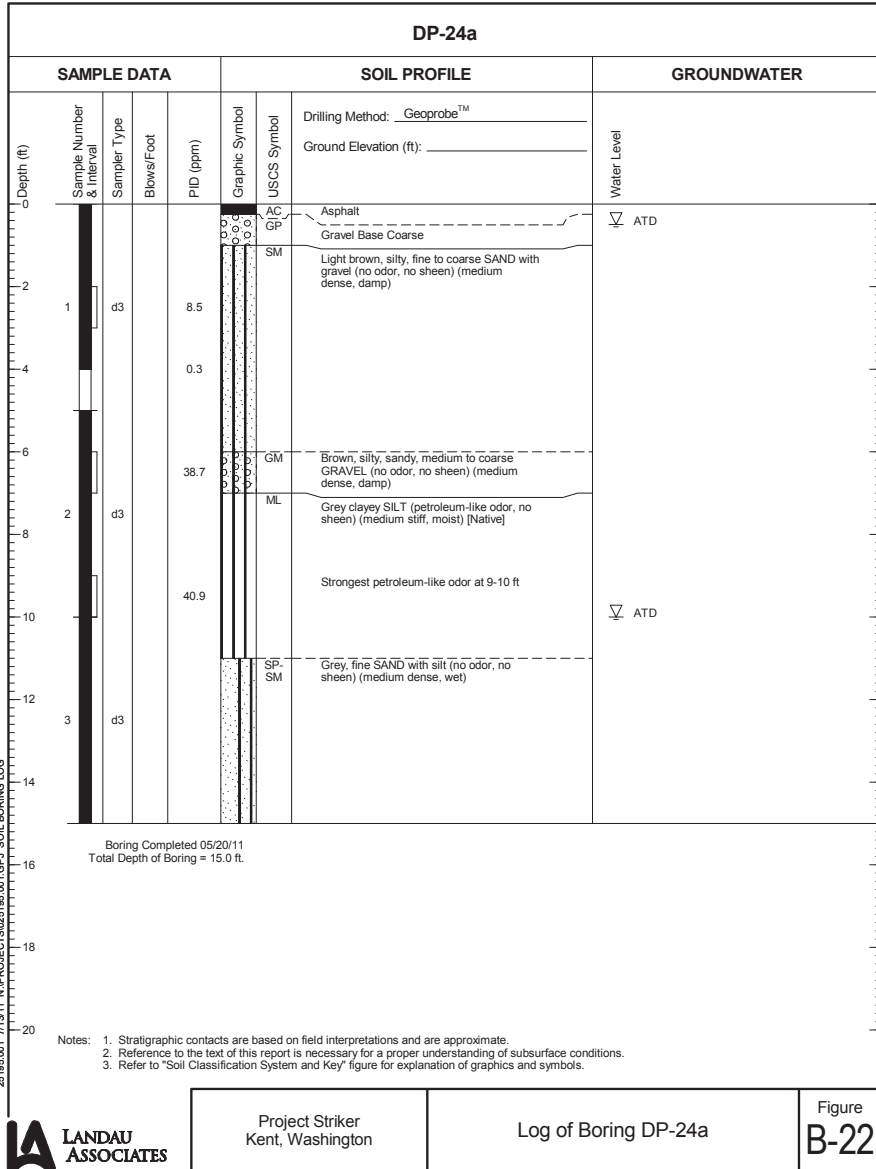 DP-24a
SAMPLE DATA
SOIL PROFILE
GROUNDWATER
Depth (ft)
Sample Number
& Interval
Sampler Type
Blows/Foot
PID (ppm)
Graphic Symbol
USCS Symbol
Drilling Method: Geoprobe™
Ground Elevation (ft):
Water Level
0
AC
Asphalt
ATD
GP
Gravel Base Coarse
SM
Light brown, silty, fine to coarse SAND with
gravel (no odor, no sheen) (medium
dense, damp)
2
1
d3
8.5
4
0.3
6
GM
Brown, silty, sandy, medium to coarse
GRAVEL (no odor, no sheen) (medium
dense, damp)
38.7
ML
Grey clayey SILT (petroleum-like odor, no
sheen) (medium stiff, moist) [Native]
2
d3
8
Strongest petroleum-like odor at 9-10 ft
40.9
10
ATD
SP-
SM
Grey, fine SAND with silt (no odor, no
sheen) (medium dense, wet)
12
3
d3
14
Boring Completed 05/20/11
Total Depth of Boring = 15.0 ft.
16
18
20
Notes: 1. Stratigraphic contacts are based on field interpretations and are approximate.
2. Reference to the text of this report is necessary for a proper understanding of subsurface conditions.
3. Refer to "Soil Classification System and Key" figure for explanation of graphics and symbols.
LANDAU
ASSOCIATES
Project Striker
Kent, Washington
Log of Boring DP-24a
Figure
B-22